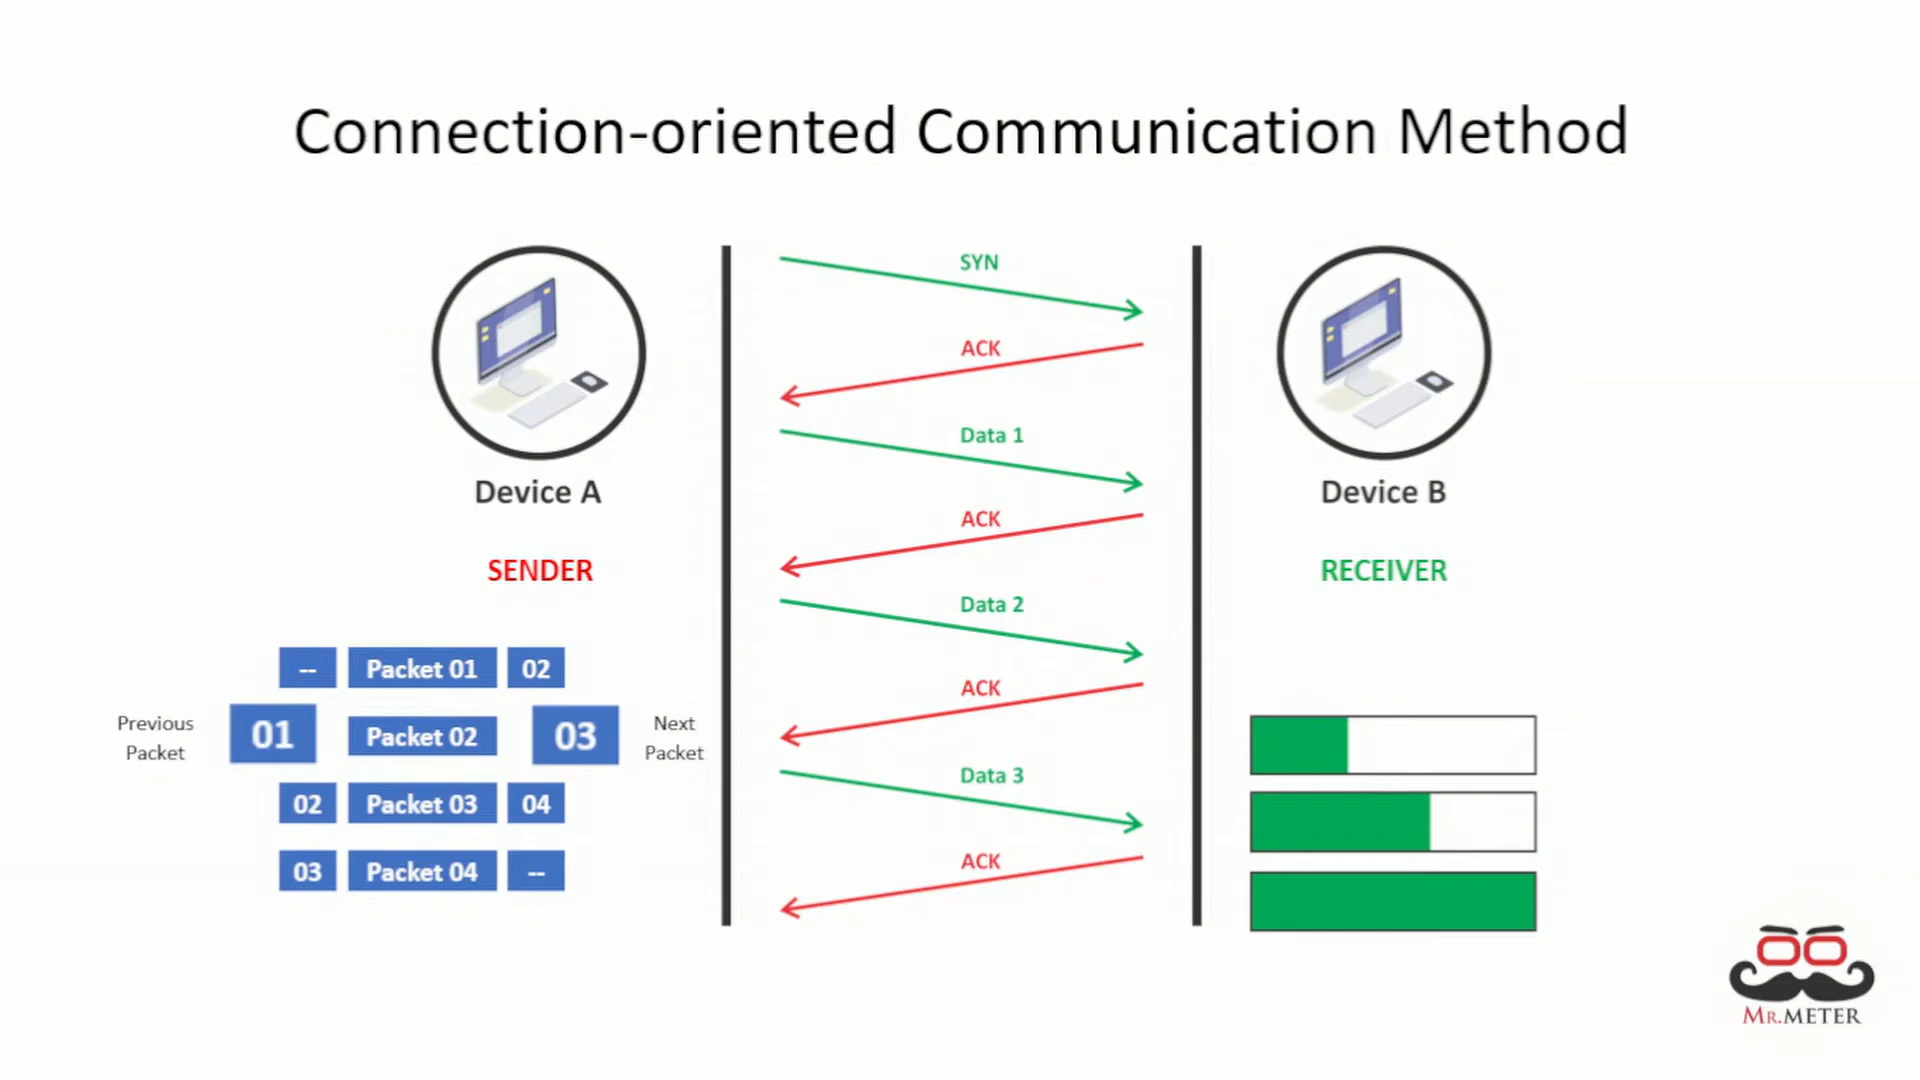 Connection-oriented Communication Method
SYN
ACK
Data 1
ACK
Data 2
ACK
Data 3
ACK
Device A
SENDER
Device B
RECEIVER
-- Packet 01 02
Previous
Packet
01 Packet 02 03
Next
Packet
02 Packet 03 04
03 Packet 04 --
MR.METER